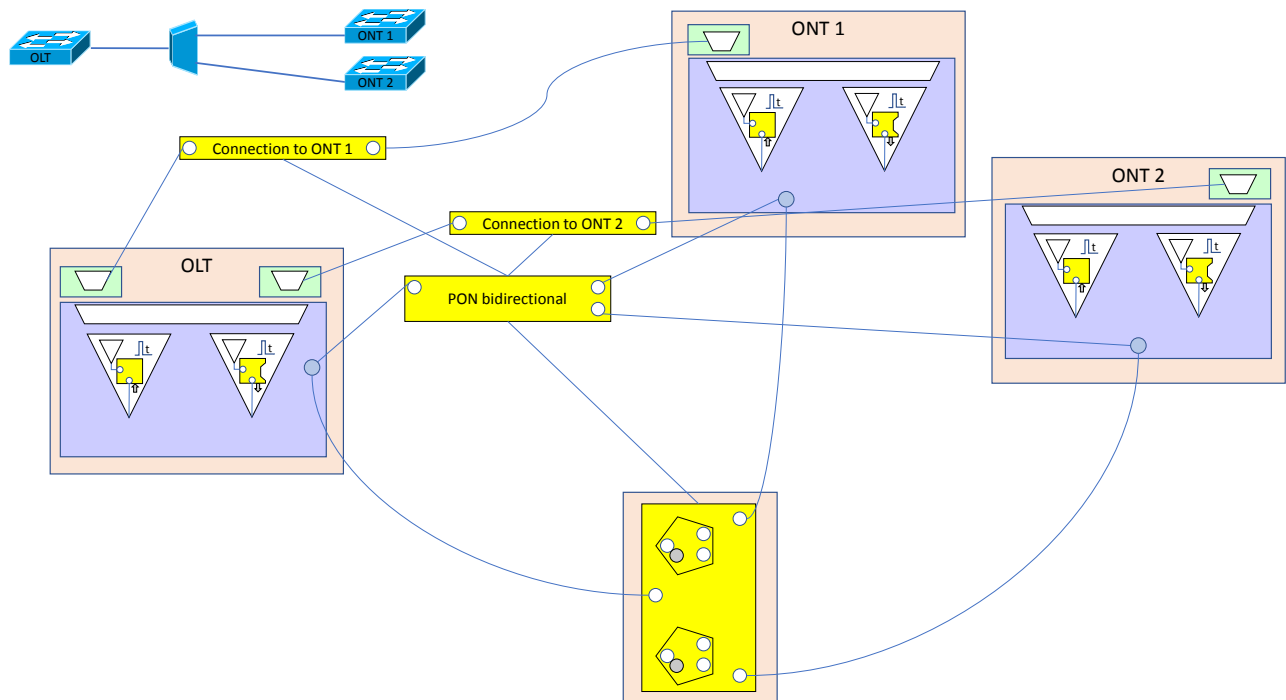 ONT 1
OLT
ONT 2
ONT 1
t
t
Connection to ONT 1
ONT 2
Connection to ONT 2
t
t
OLT
PON bidirectional
t
t